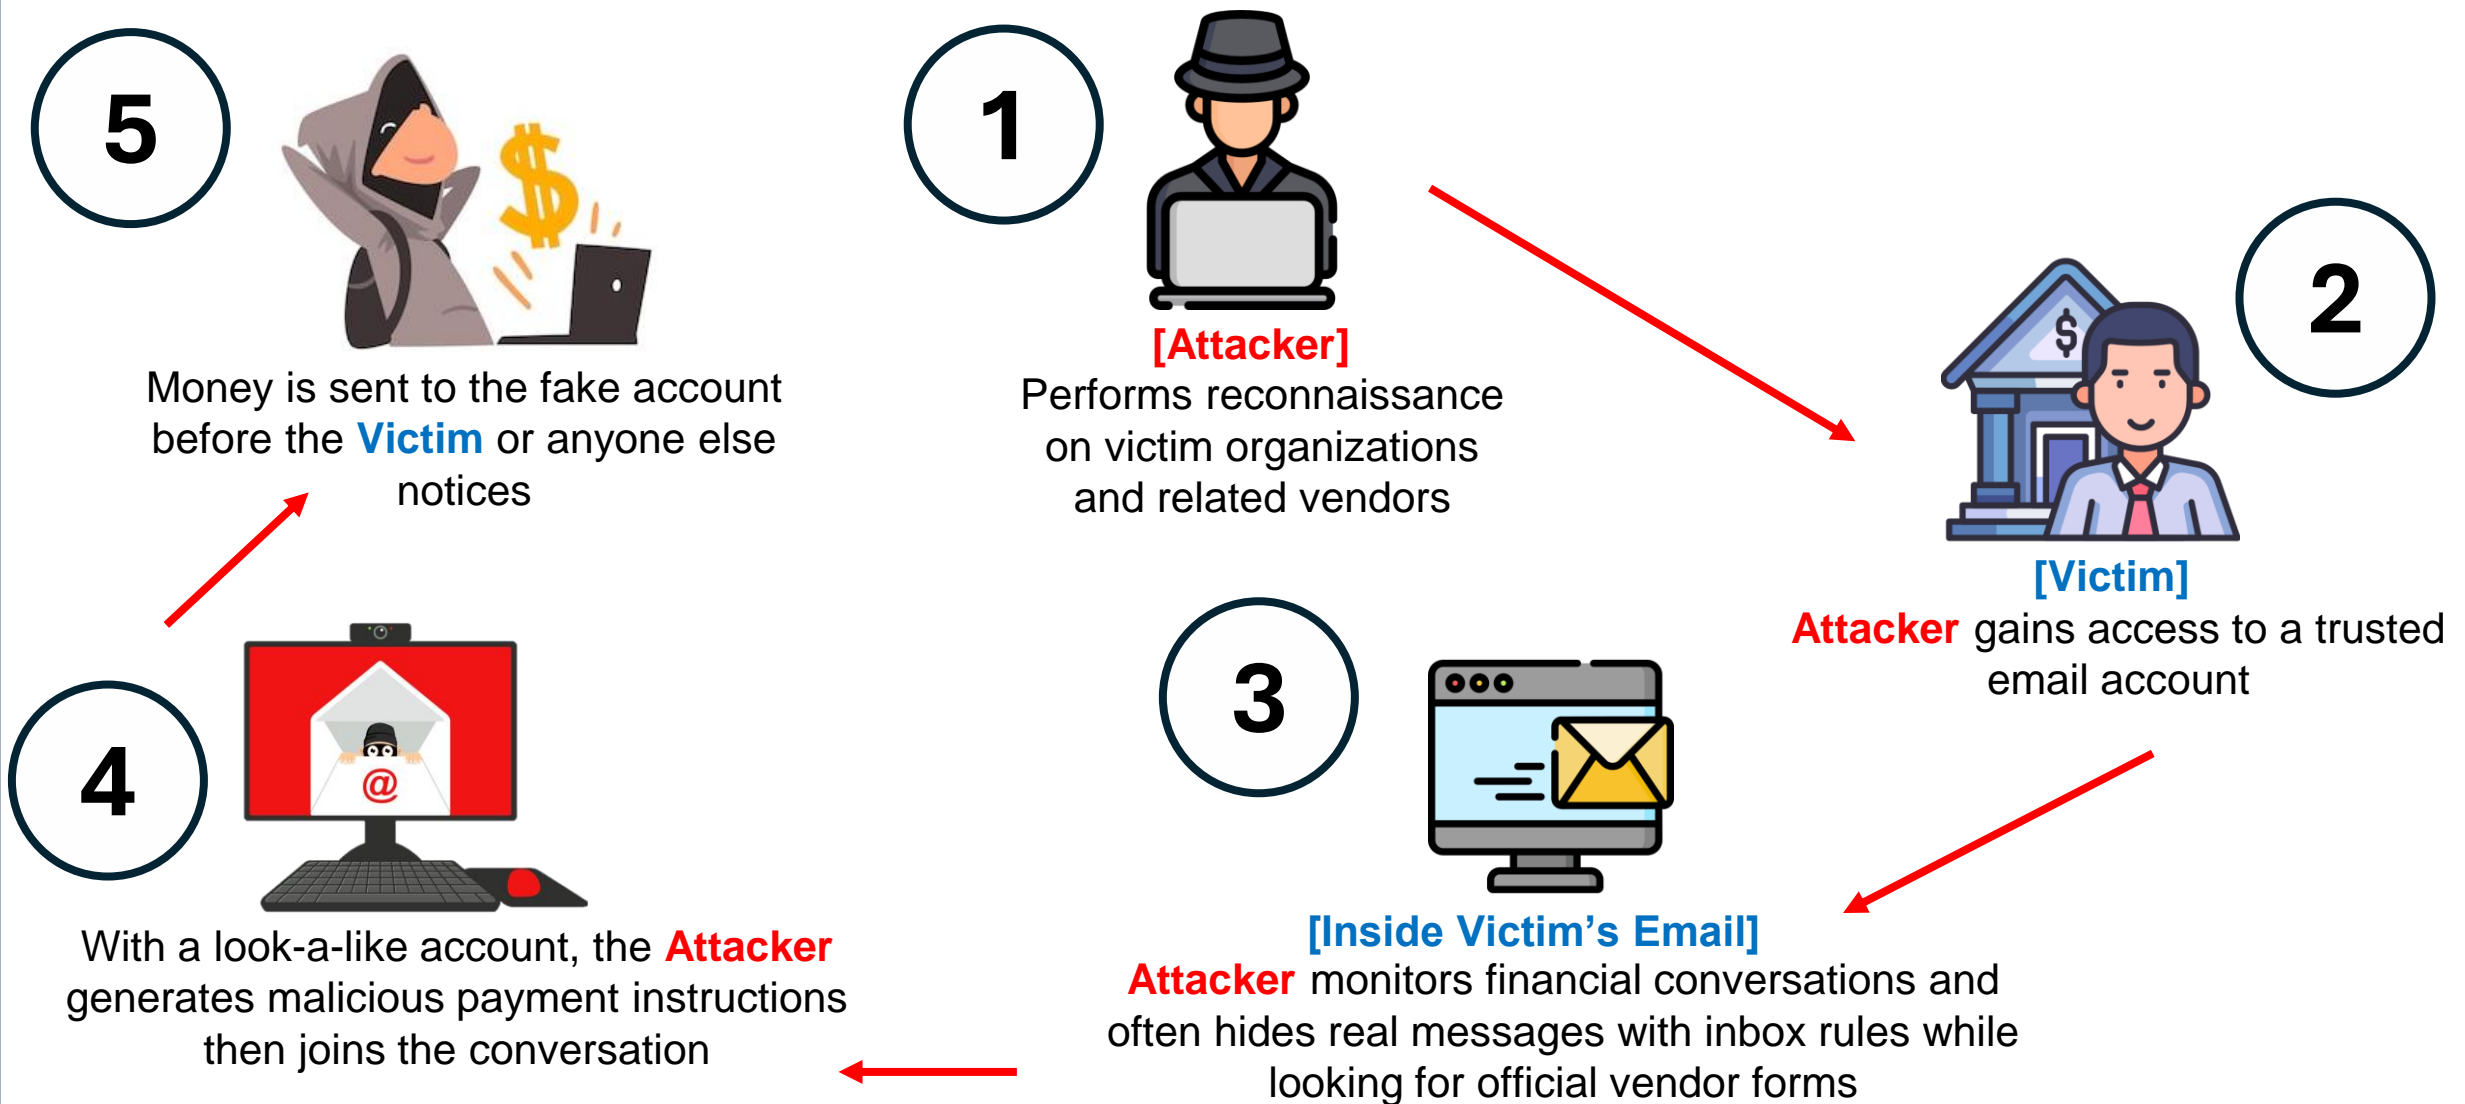 1
[Attacker]
Performs reconnaissance
on victim organizations
and related vendors
2
$
[Victim]
Attacker gains access to a trusted
email account
3
[Inside Victim’s Email]
Attacker monitors financial conversations and
often hides real messages with inbox rules while
looking for official vendor forms
4
@
With a look-a-like account, the Attacker
generates malicious payment instructions
then joins the conversation
5
$
Money is sent to the fake account
before the Victim or anyone else
notices